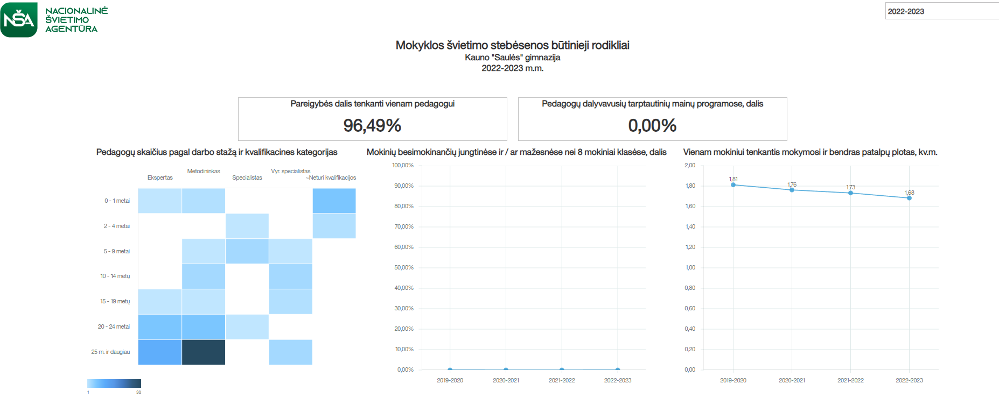 NŠA
NACIONALINĖ
ŠVIETIMO
AGENTŪRA
2022-2023
Mokyklos švietimo stebėsenos būtinieji rodikliai
Kauno "Saulės" gimnazija
2022-2023 m.m.
Pareigybės dalis tenkanti vienam pedagogui
96,49%
Pedagogų dalyvavusių tarptautinių mainų programose, dalis
0,00%
Pedagogų skaičius pagal darbo stažą ir kvalifikacines kategorijas
Ekspertas
Metodininkas
Specialistas
Vyr. specialistas
~Neturi kvalifikacijos
0 - 1 metai
2 - 4 metai
5 - 9 metai
10 - 14 metų
15 - 19 metų
20 - 24 metai
25 m. ir daugiau
1
30
Mokinių besimokinančių jungtinėse ir / ar mažesnėse nei 8 mokiniai klasėse, dalis
100,00%
90,00%
80,00%
70,00%
60,00%
50,00%
40,00%
30,00%
20,00%
10,00%
0,00%
2019-2020
2020-2021
2021-2022
2022-2023
Vienam mokiniui tenkantis mokymosi ir bendras patalpų plotas, kv.m.
2,00
1,80
1,60
1,40
1,20
1,00
0,80
0,60
0,40
0,20
0,00
1,81
1,76
1,73
1,68
2019-2020
2020-2021
2021-2022
2022-2023